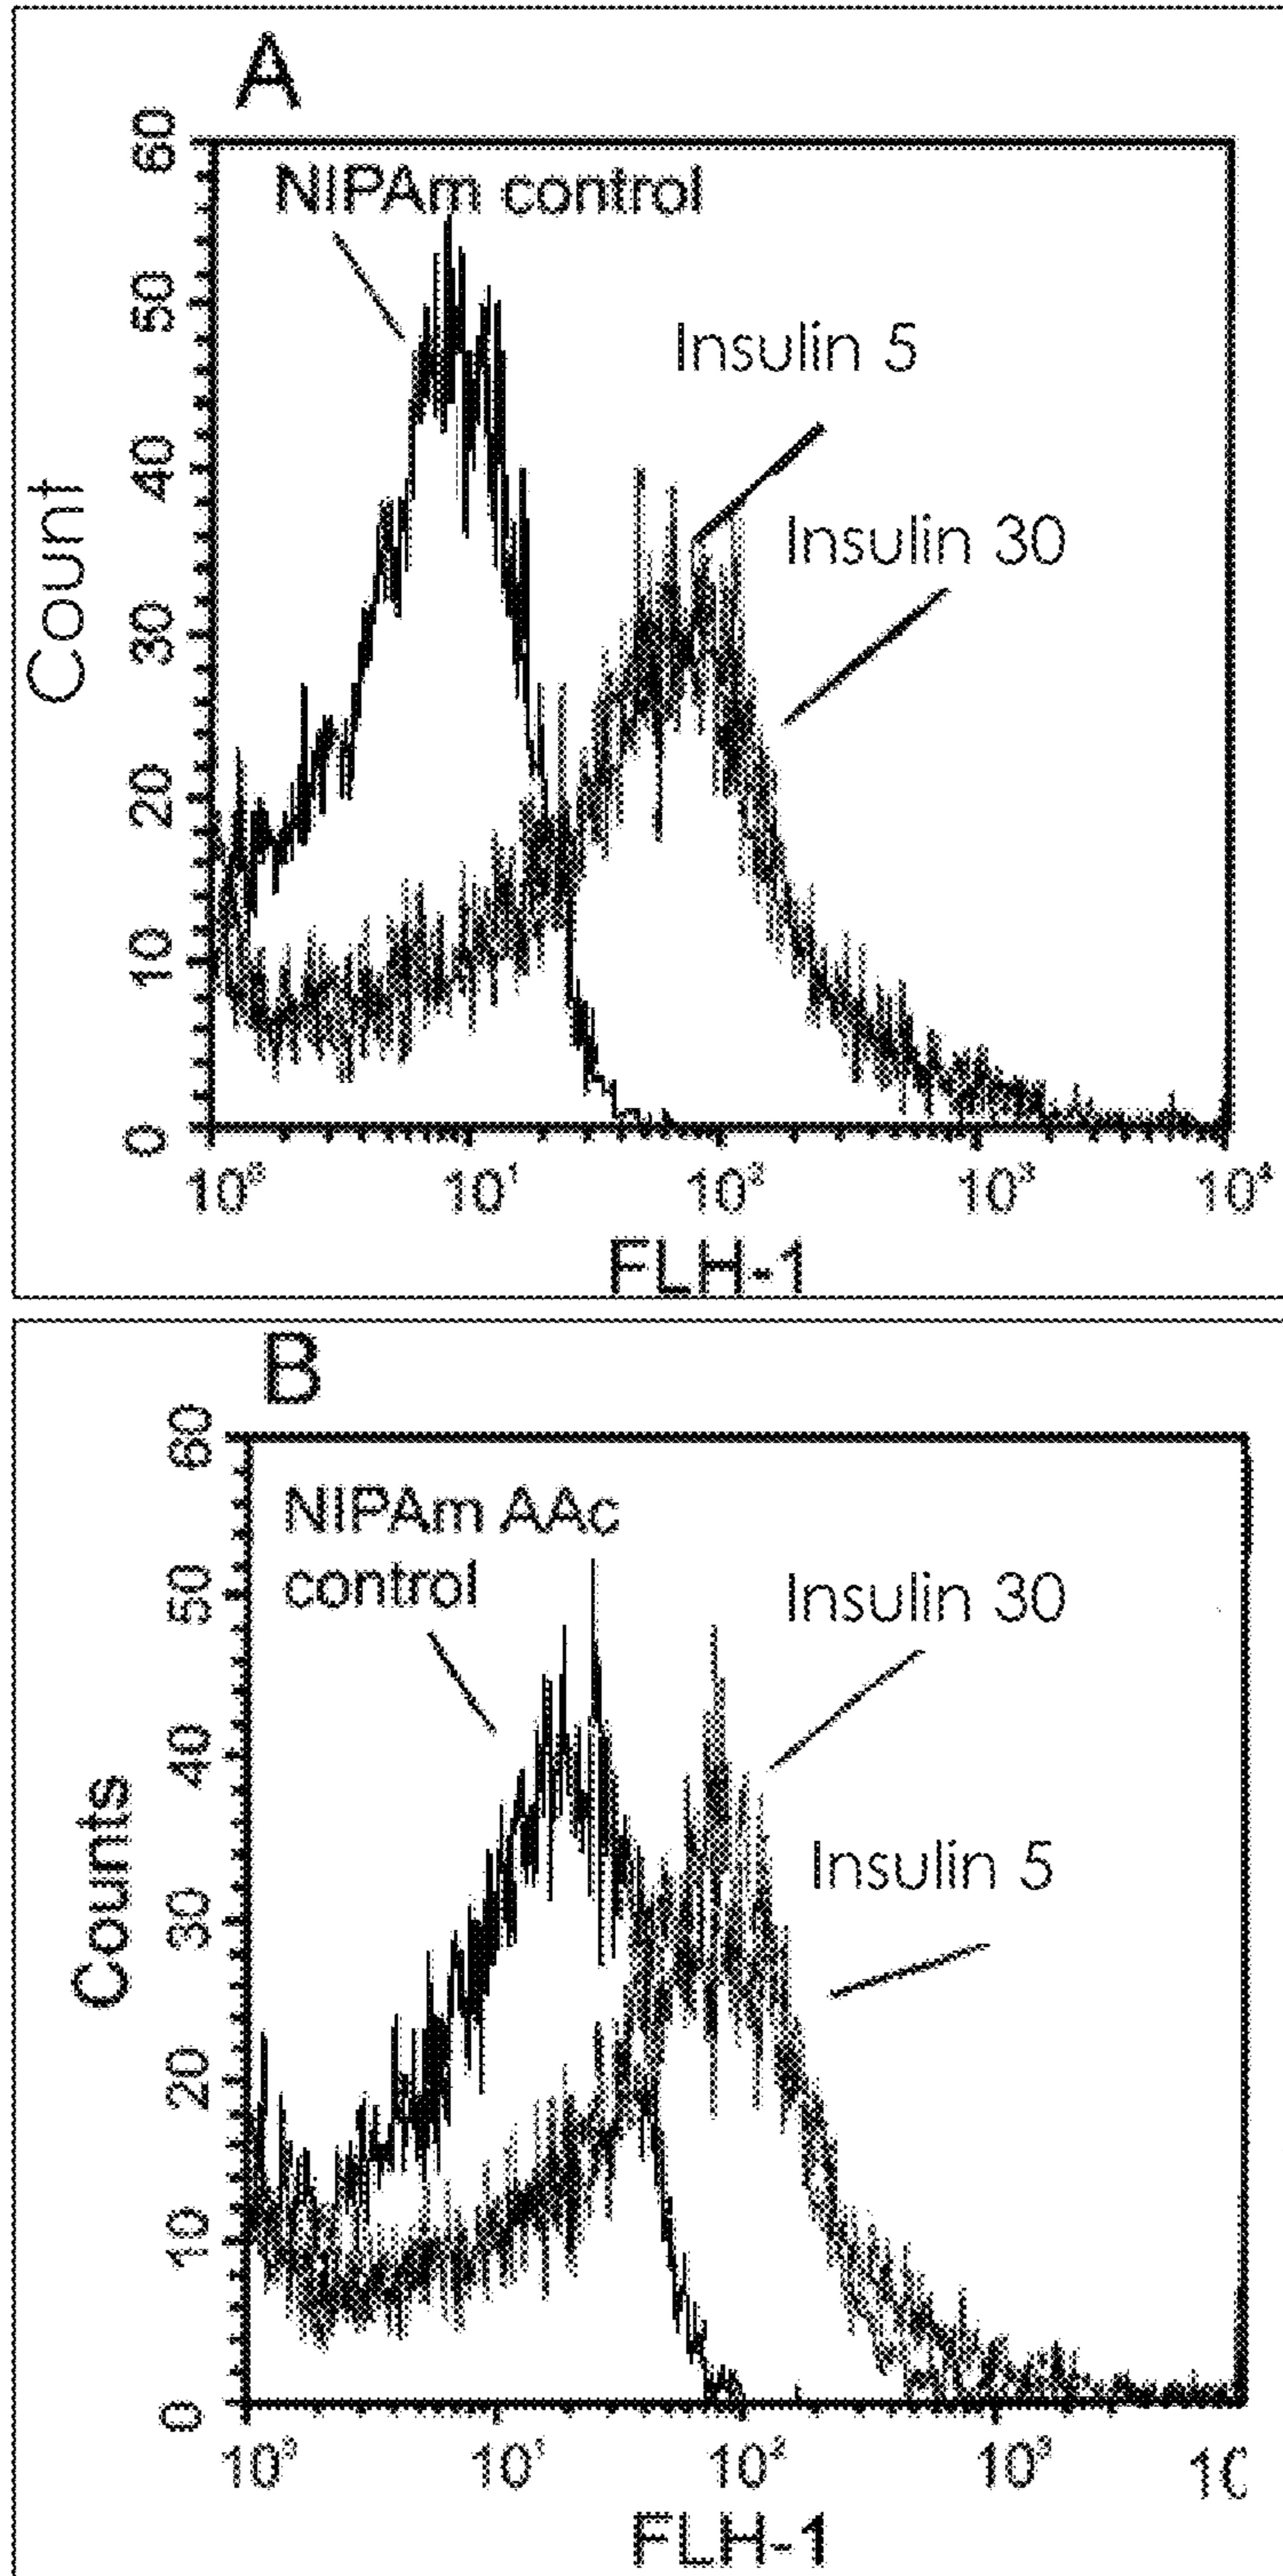 A
60
NIPAm control
50
Insulin 5
40
Insulin 30
Count
30
20
10
0
10⁰ 10¹ 10² 10³ 10⁴
FLH-1
B
60
NIPAm AAc
control
50
Insulin 30
40
Counts
Insulin 5
30
20
10
0
10⁰ 10¹ 10² 10³ 10
FLH-1